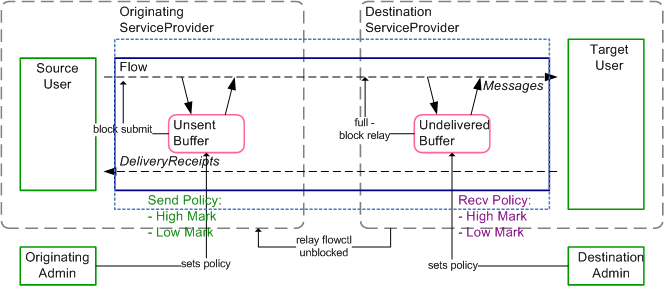 Originating
ServiceProvider
Destination
ServiceProvider
Source
User
Flow
Target
User
Messages
block submit
Unsent
Buffer
full -
block relay
Undelivered
Buffer
DeliveryReceipts
Send Policy:
- High Mark
- Low Mark
Recv Policy:
- High Mark
- Low Mark
relay flowctl
unblocked
Originating
Admin
sets policy
sets policy
Destination
Admin